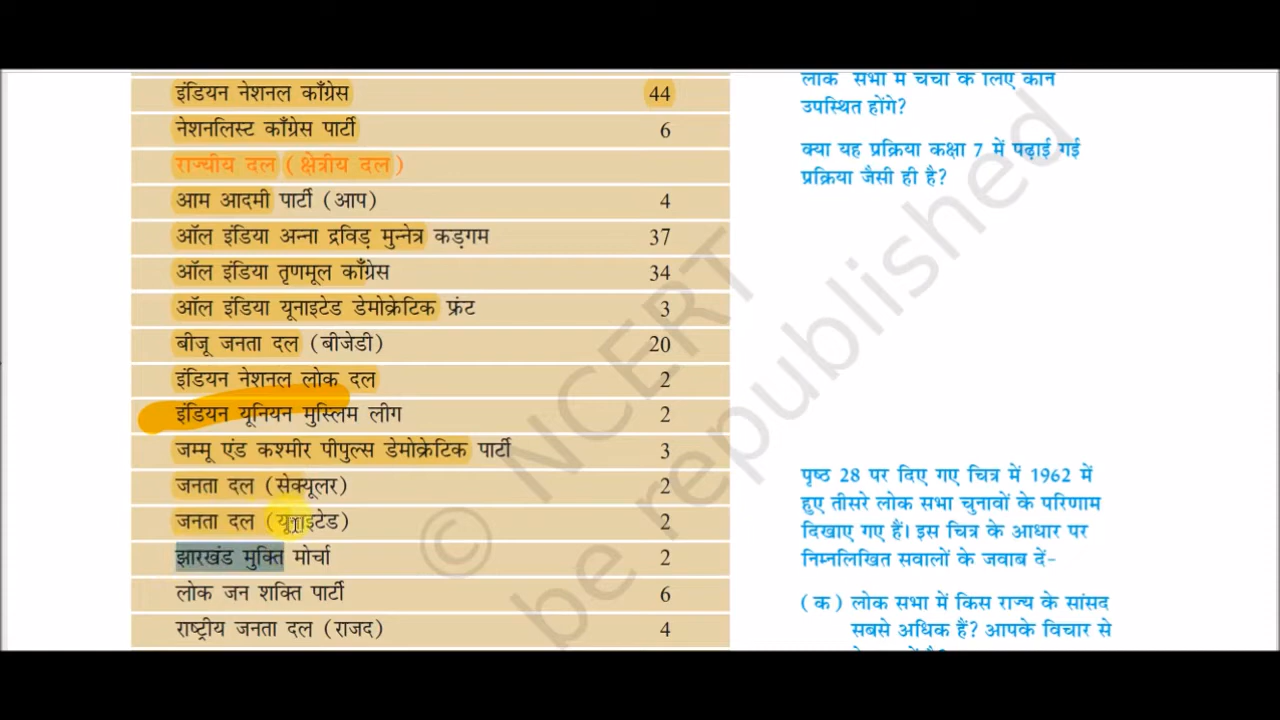 इंडियन नेशनल काँग्रेस 44
नेशनलिस्ट काँग्रेस पार्टी 6
राज्यीय दल (क्षेत्रीय दल)
आम आदमी पार्टी (आप) 4
ऑल इंडिया अन्ना द्रविड़ मुन्नेत्र कड़गम 37
ऑल इंडिया तृणमूल काँग्रेस 34
ऑल इंडिया यूनाइटेड डेमोक्रेटिक फ्रंट 3
बीजू जनता दल (बीजेडी) 20
इंडियन नेशनल लोक दल 2
इंडियन यूनियन मुस्लिम लीग 2
जम्मू एंड कश्मीर पीपुल्स डेमोक्रेटिक पार्टी 3
जनता दल (सेक्यूलर) 2
जनता दल (यूनाइटेड) 2
झारखंड मुक्ति मोर्चा 2
लोक जन शक्ति पार्टी 6
राष्ट्रीय जनता दल (राजद) 4
लोक सभा में चर्चा के लिए कौन
उपस्थित होंगे?
क्या यह प्रक्रिया कक्षा 7 में पढ़ाई गई
प्रक्रिया जैसी ही है?
पृष्ठ 28 पर दिए गए चित्र में 1962 में
हुए तीसरे लोक सभा चुनावों के परिणाम
दिखाए गए हैं। इस चित्र के आधार पर
निम्नलिखित सवालों के जवाब दें-
(क) लोक सभा में किस राज्य के सांसद
सबसे अधिक हैं? आपके विचार से
© NCERT
be republished